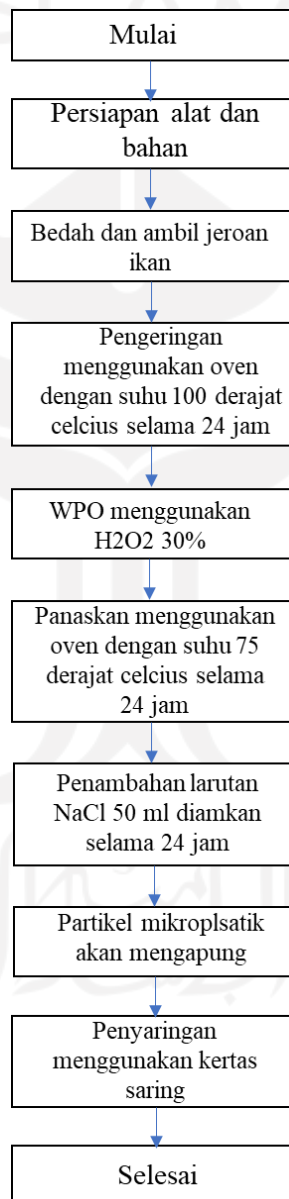 Mulai
Persiapan alat dan
bahan
Bedah dan ambil jeroan
ikan
Pengeringan
menggunakan oven
dengan suhu 100 derajat
celcius selama 24 jam
WPO menggunakan
H2O2 30%
Panaskan menggunakan
oven dengan suhu 75
derajat celcius selama
24 jam
Penambahan larutan
NaCl 50 ml diamkan
selama 24 jam
Partikel mikroplsatik
akan mengapung
Penyaringan
menggunakan kertas
saring
Selesai